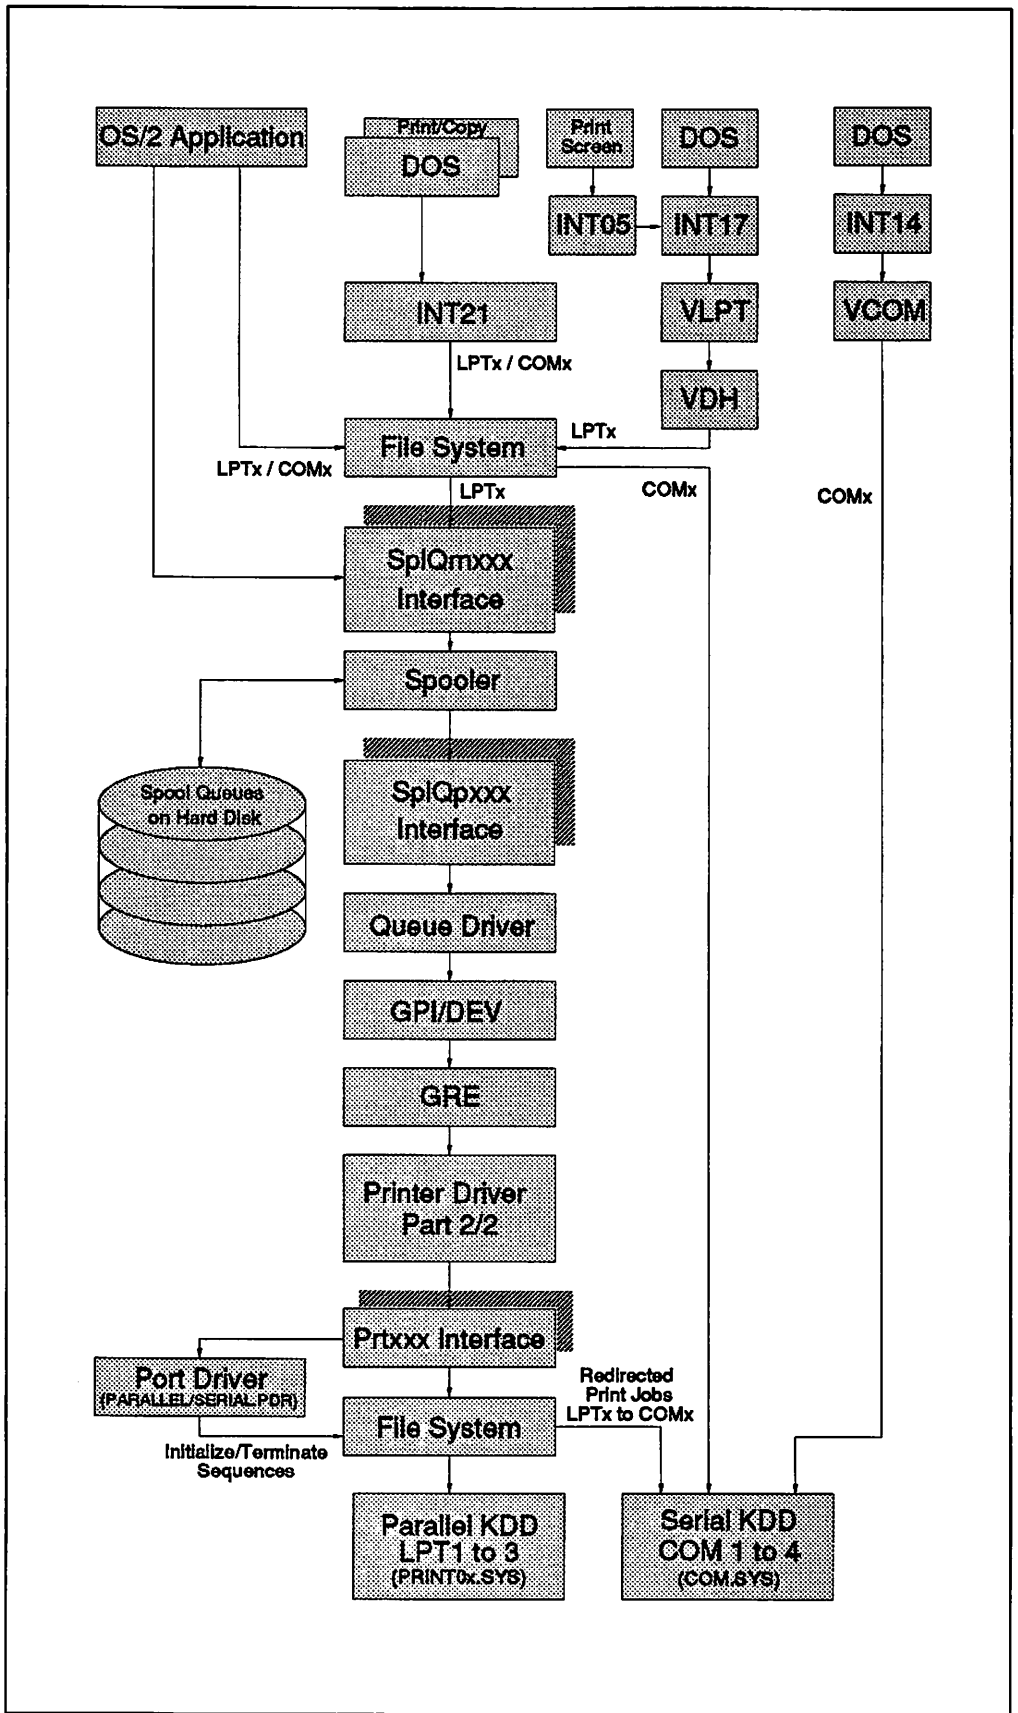 OS/2 Application
Print/Copy
DOS
Print
Screen
DOS
DOS
INT05
INT17
INT14
INT21
VLPT
VCOM
LPTx / COMx
VDH
LPTx
File System
LPTx / COMx
LPTx
COMx
COMx
SplQmxxx
Interface
Spooler
Spool Queues
on Hard Disk
SplQpxxx
Interface
Queue Driver
GPI/DEV
GRE
Printer Driver
Part 2/2
Prtxxx Interface
Port Driver
(PARALLEL/SERIAL.PDR)
Redirected
Print Jobs
LPTx to COMx
File System
Initialize/Terminate
Sequences
Parallel KDD
LPT1 to 3
(PRINT0x.SYS)
Serial KDD
COM 1 to 4
(COM.SYS)